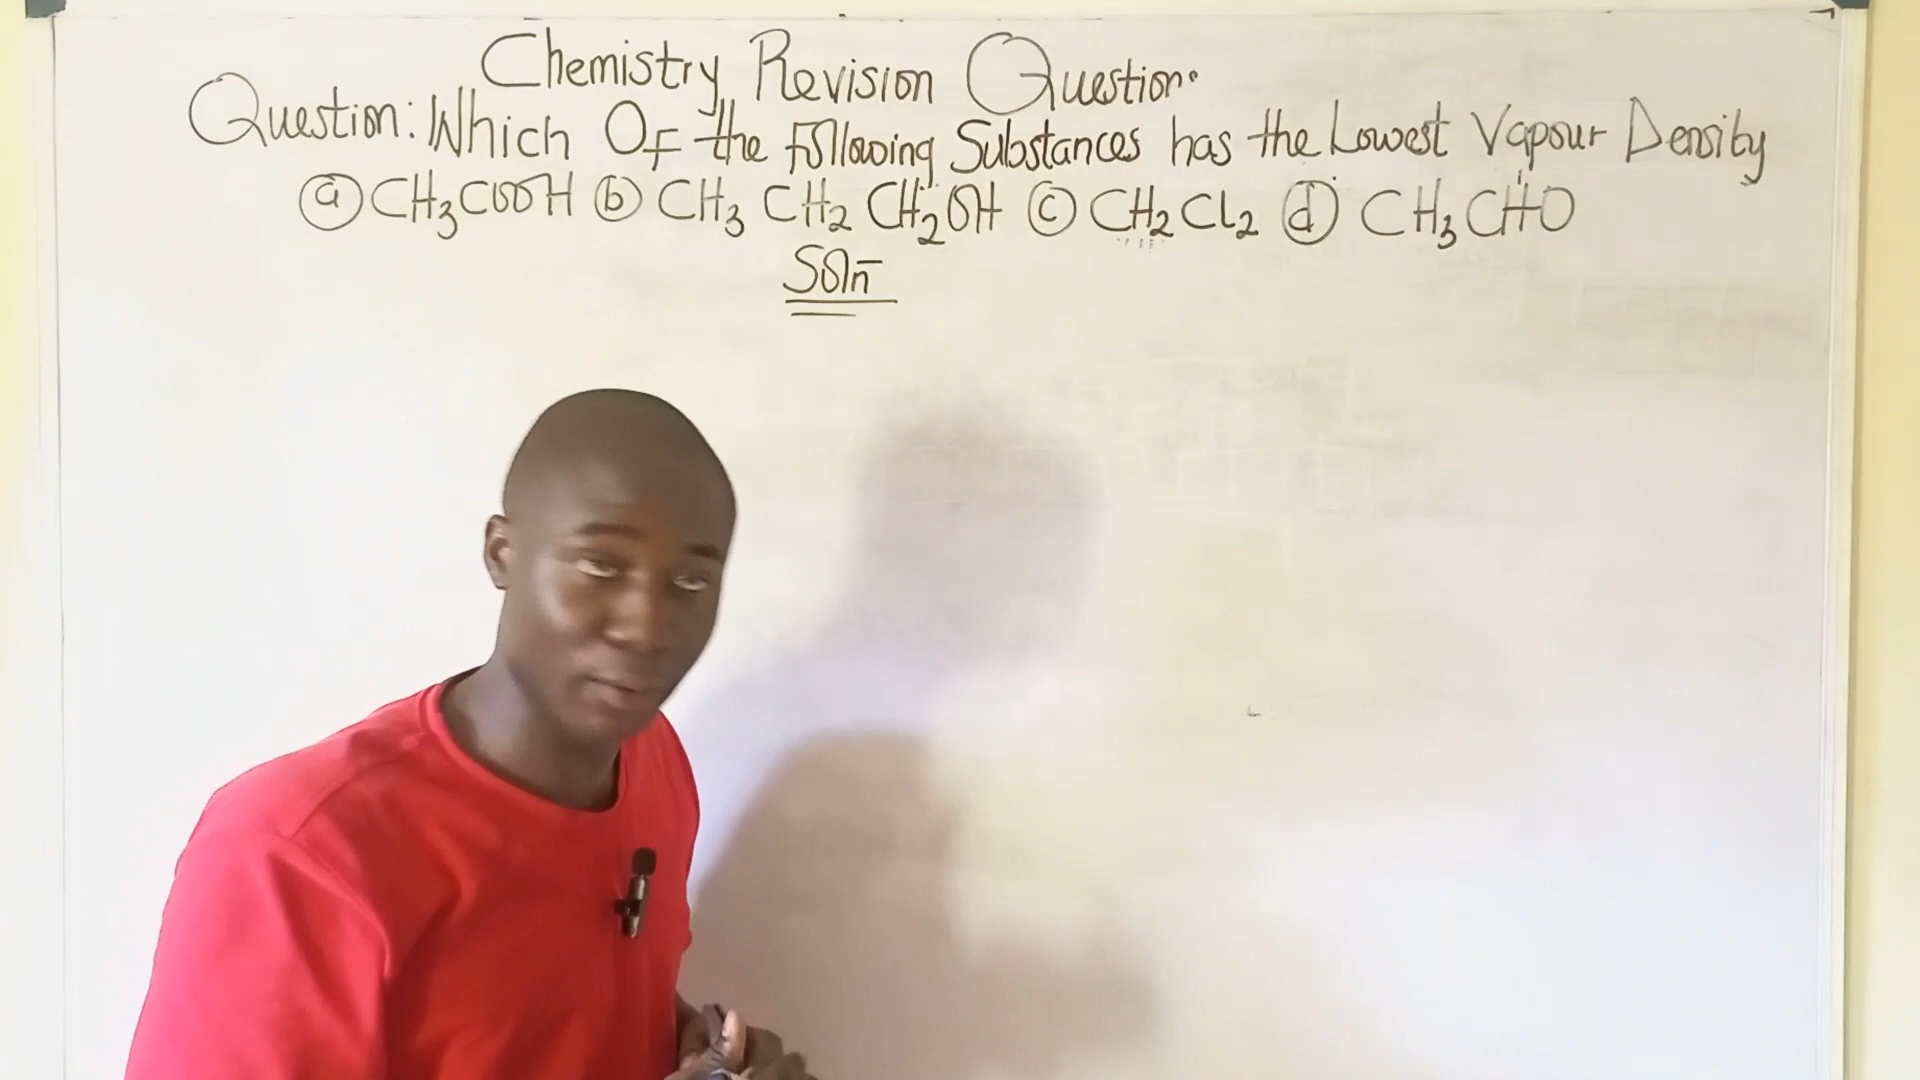 Chemistry Revision Question.
Question: Which Of the Following Substances has the Lowest Vapour Density
(a) CH₃COOH (b) CH₃ CH₂ CH₂OH (c) CH₂Cl₂ (d) CH₃CHO
Soln